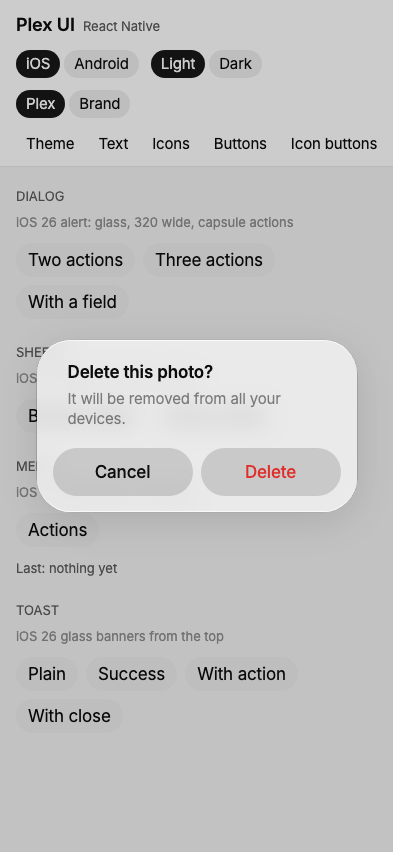 Plex UI React Native
iOS Android Light Dark
Plex Brand
Theme Text Icons Buttons Icon buttons
DIALOG
iOS 26 alert: glass, 320 wide, capsule actions
Two actions Three actions
With a field
Delete this photo?
It will be removed from all your
devices.
Cancel Delete
Actions
Last: nothing yet
TOAST
iOS 26 glass banners from the top
Plain Success With action
With close